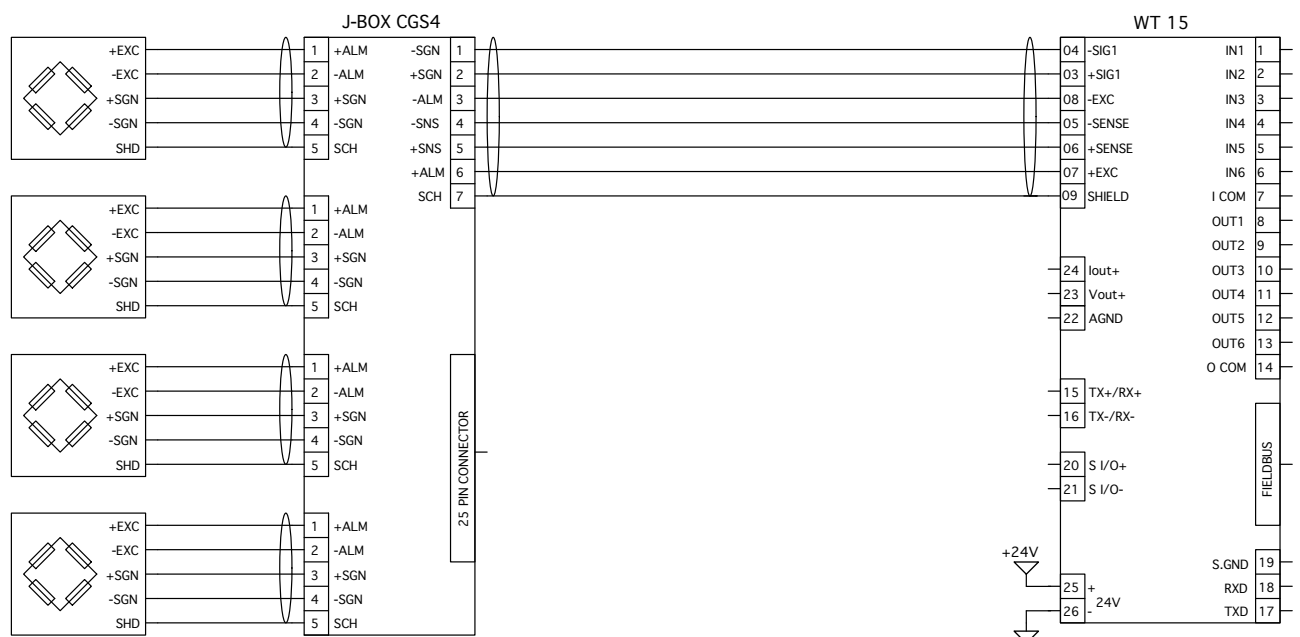 J-BOX CGS4
WT 15
+EXC 1 +ALM -SGN 1 04 -SIG1 IN1 1
-EXC 2 -ALM +SGN 2 03 +SIG1 IN2 2
+SGN 3 +SGN -ALM 3 08 -EXC IN3 3
-SGN 4 -SGN -SNS 4 05 -SENSE IN4 4
SHD 5 SCH +SNS 5 06 +SENSE IN5 5
+ALM 6 07 +EXC IN6 6
SCH 7 09 SHIELD I COM 7
+EXC 1 +ALM
-EXC 2 -ALM
+SGN 3 +SGN
-SGN 4 -SGN
SHD 5 SCH
OUT1 8
OUT2 9
24 Iout+ OUT3 10
23 Vout+ OUT4 11
22 AGND OUT5 12
OUT6 13
O COM 14
+EXC 1 +ALM
-EXC 2 -ALM
+SGN 3 +SGN
-SGN 4 -SGN
SHD 5 SCH
25 PIN CONNECTOR
15 TX+/RX+
16 TX-/RX-
20 S I/O+
21 S I/O-
FIELDBUS
+EXC 1 +ALM
-EXC 2 -ALM
+SGN 3 +SGN
-SGN 4 -SGN
SHD 5 SCH
+24V
25 +
24V
26 -
S.GND 19
RXD 18
TXD 17